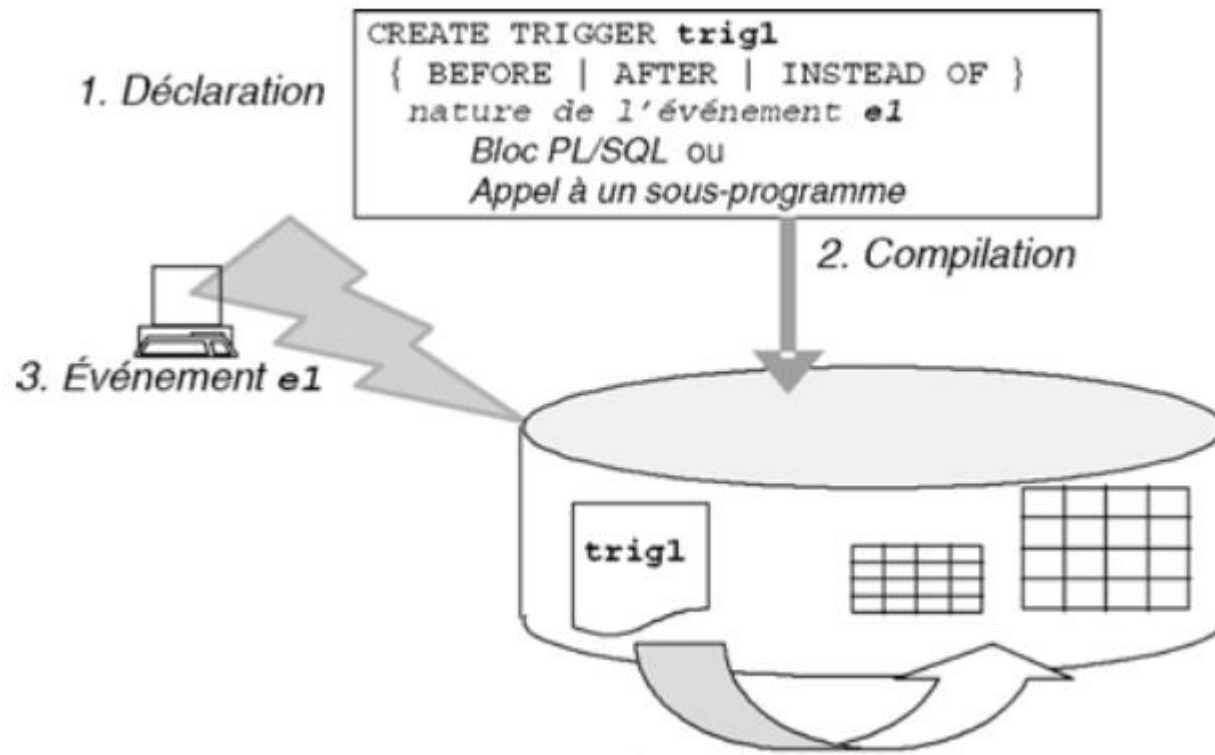 1. Déclaration
CREATE TRIGGER trig1
{ BEFORE | AFTER | INSTEAD OF }
nature de l'événement e1
Bloc PL/SQL ou
Appel à un sous-programme
2. Compilation
3. Événement e1
trig1